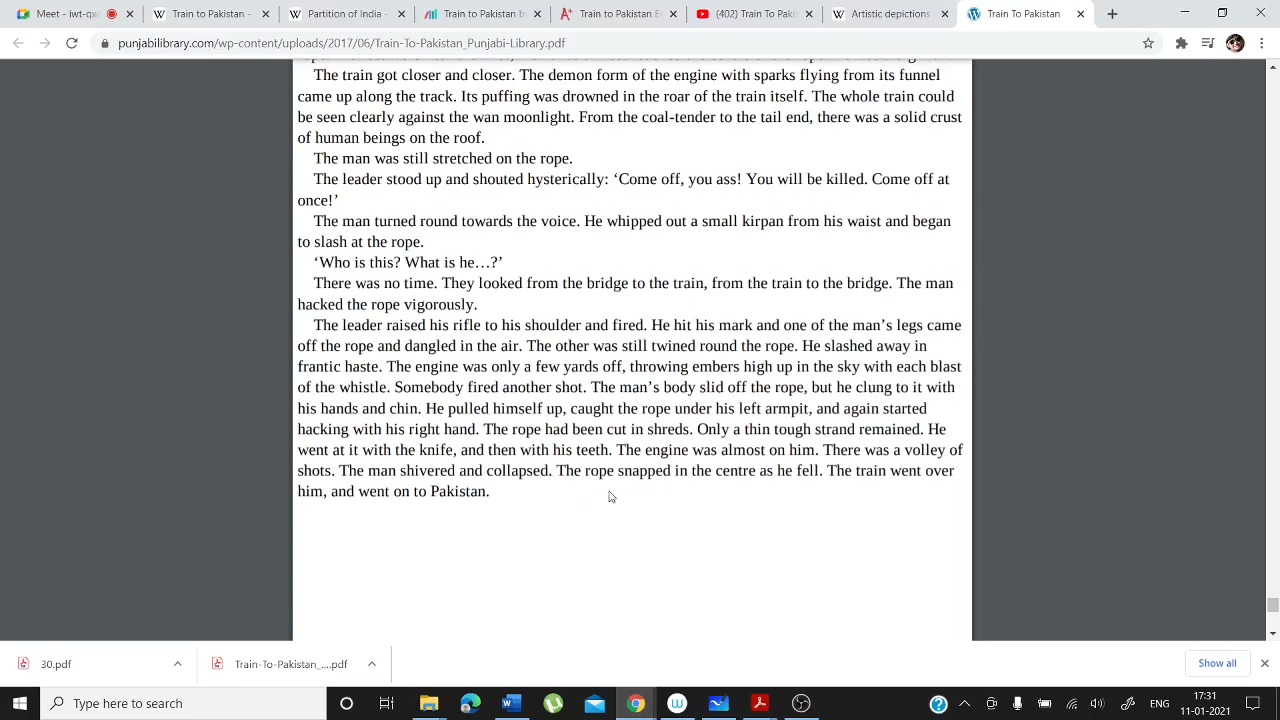 Meet - iwt-qx
Train to Pakistan -
Partition of India -
Train to Pakistan b
Train to Pakistan E
(402) Train To Paki
Artistic depictions
Train To Pakistan
punjabilibrary.com/wp-content/uploads/2017/06/Train-To-Pakistan_Punjabi-Library.pdf
The train got closer and closer. The demon form of the engine with sparks flying from its funnel
came up along the track. Its puffing was drowned in the roar of the train itself. The whole train could
be seen clearly against the wan moonlight. From the coal-tender to the tail end, there was a solid crust
of human beings on the roof.
The man was still stretched on the rope.
The leader stood up and shouted hysterically: ‘Come off, you ass! You will be killed. Come off at
once!’
The man turned round towards the voice. He whipped out a small kirpan from his waist and began
to slash at the rope.
‘Who is this? What is he…?’
There was no time. They looked from the bridge to the train, from the train to the bridge. The man
hacked the rope vigorously.
The leader raised his rifle to his shoulder and fired. He hit his mark and one of the man’s legs came
off the rope and dangled in the air. The other was still twined round the rope. He slashed away in
frantic haste. The engine was only a few yards off, throwing embers high up in the sky with each blast
of the whistle. Somebody fired another shot. The man’s body slid off the rope, but he clung to it with
his hands and chin. He pulled himself up, caught the rope under his left armpit, and again started
hacking with his right hand. The rope had been cut in shreds. Only a thin tough strand remained. He
went at it with the knife, and then with his teeth. The engine was almost on him. There was a volley of
shots. The man shivered and collapsed. The rope snapped in the centre as he fell. The train went over
him, and went on to Pakistan.
30.pdf
Train-To-Pakistan_....pdf
Show all
Type here to search
ENG
17:31
11-01-2021